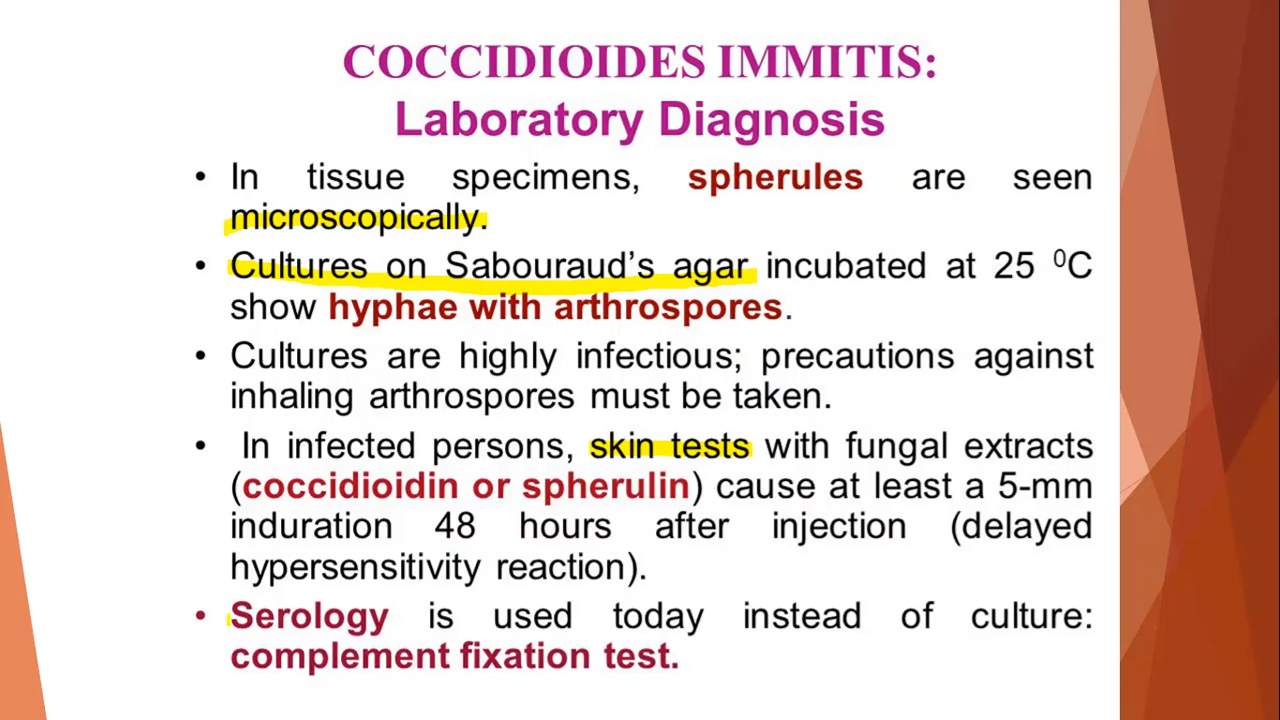 COCCIDIOIDES IMMITIS:
Laboratory Diagnosis
• In tissue specimens, spherules are seen
microscopically.
• Cultures on Sabouraud’s agar incubated at 25 ⁰C
show hyphae with arthrospores.
• Cultures are highly infectious; precautions against
inhaling arthrospores must be taken.
• In infected persons, skin tests with fungal extracts
(coccidioidin or spherulin) cause at least a 5-mm
induration 48 hours after injection (delayed
hypersensitivity reaction).
• Serology is used today instead of culture:
complement fixation test.